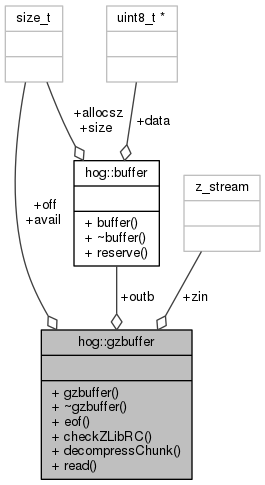 size_t
uint8_t *
+allocsz
+size
+data
hog::buffer
+ buffer()
+ ~buffer()
+ reserve()
z_stream
+off
+avail
+outb
+zin
hog::gzbuffer
+ gzbuffer()
+ ~gzbuffer()
+ eof()
+ checkZLibRC()
+ decompressChunk()
+ read()